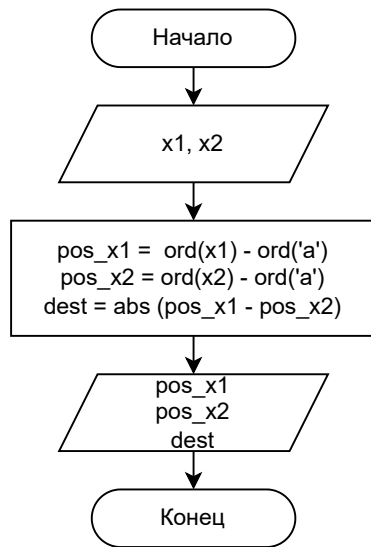 Начало
x1, x2
pos_x1 = ord(x1) - ord('a')
pos_x2 = ord(x2) - ord('a')
dest = abs (pos_x1 - pos_x2)
pos_x1
pos_x2
dest
Конец